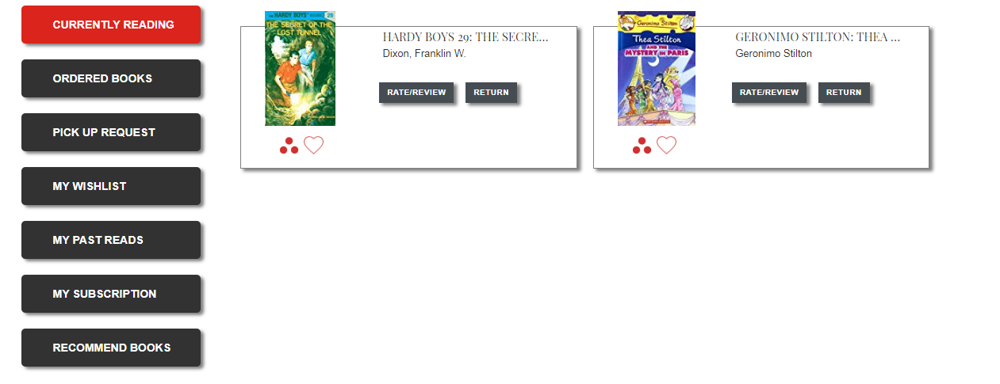 CURRENTLY READING
ORDERED BOOKS
PICK UP REQUEST
MY WISHLIST
MY PAST READS
MY SUBSCRIPTION
RECOMMEND BOOKS
HARDY BOYS 29
THE SECRET OF THE
LOST TUNNEL
HARDY BOYS 29: THE SECRE...
Dixon, Franklin W.
RATE/REVIEW RETURN
Geronimo Stilton
Thea Stilton
AND THE
MYSTERY IN PARIS
SCHOLASTIC
GERONIMO STILTON: THEA ...
Geronimo Stilton
RATE/REVIEW RETURN